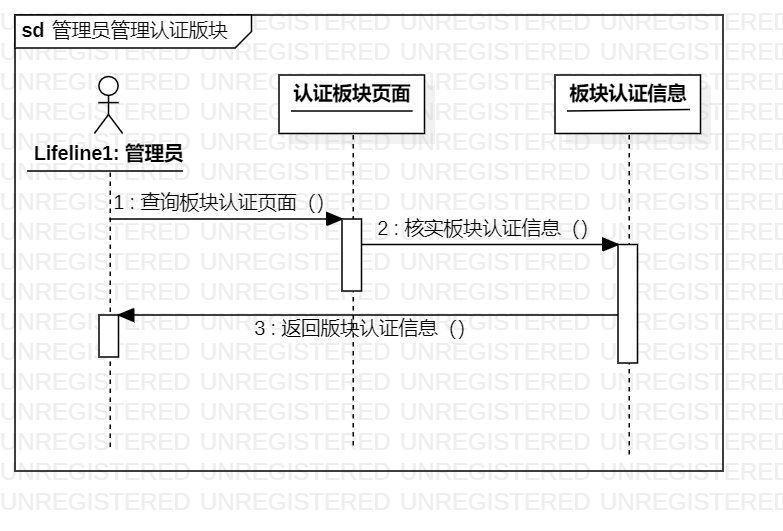 sd 管理员管理认证版块
认证板块页面
板块认证信息
Lifeline1: 管理员
1 : 查询板块认证页面（）
2 : 核实板块认证信息（）
3 : 返回版块认证信息（）
UNREGISTERED UNREGISTERED UNREGISTERED UNREGISTERED